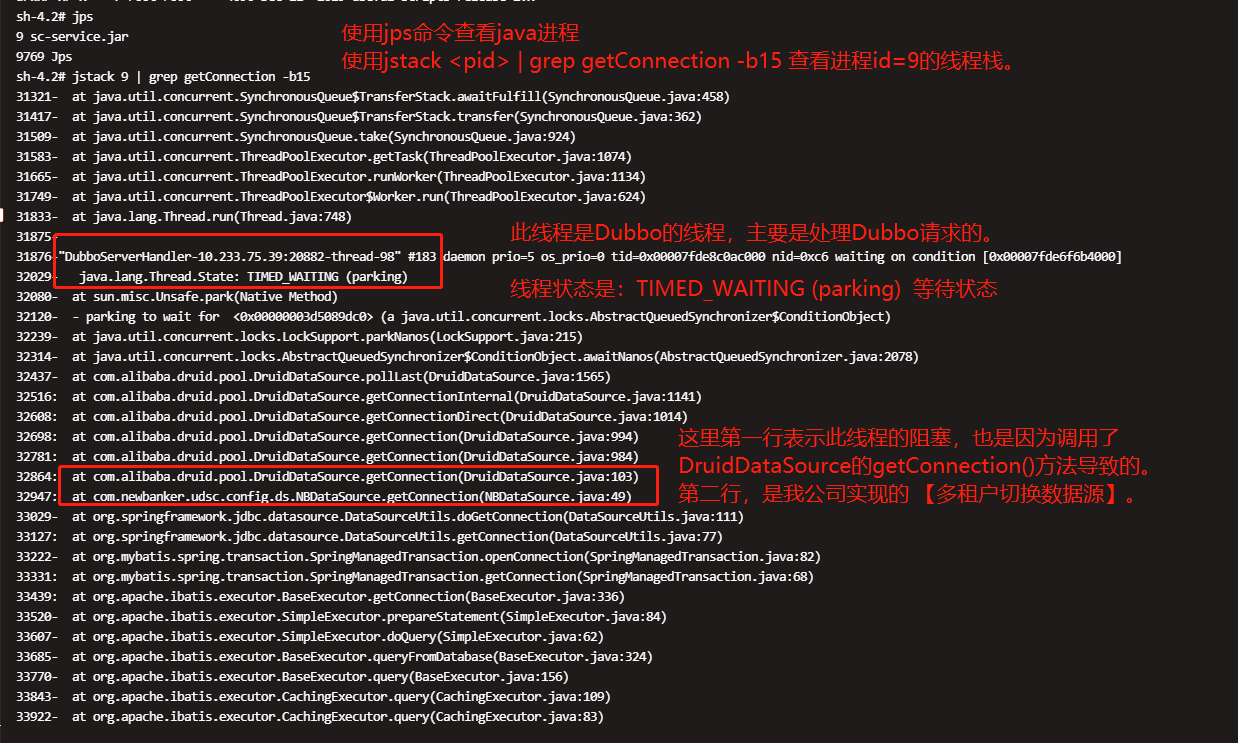 sh-4.2# jps
使用jps命令查看java进程
9 sc-service.jar
9769 Jps
使用jstack <pid> | grep getConnection -b15 查看进程id=9的线程栈。
sh-4.2# jstack 9 | grep getConnection -b15
31321-  at java.util.concurrent.SynchronousQueue$TransferStack.awaitFulfill(SynchronousQueue.java:458)
31417-  at java.util.concurrent.SynchronousQueue$TransferStack.transfer(SynchronousQueue.java:362)
31509-  at java.util.concurrent.SynchronousQueue.take(SynchronousQueue.java:924)
31583-  at java.util.concurrent.ThreadPoolExecutor.getTask(ThreadPoolExecutor.java:1074)
31665-  at java.util.concurrent.ThreadPoolExecutor.runWorker(ThreadPoolExecutor.java:1134)
31749-  at java.util.concurrent.ThreadPoolExecutor$Worker.run(ThreadPoolExecutor.java:624)
31833-  at java.lang.Thread.run(Thread.java:748)
31875-
此线程是Dubbo的线程，主要是处理Dubbo请求的。
31876-"DubboServerHandler-10.233.75.39:20882-thread-98" #183 daemon prio=5 os_prio=0 tid=0x00007fde8c0ac000 nid=0xc6 waiting on condition [0x00007fde6f6b4000]
32029-   java.lang.Thread.State: TIMED_WAITING (parking)
线程状态是：TIMED_WAITING (parking) 等待状态
32080-  at sun.misc.Unsafe.park(Native Method)
32120-  - parking to wait for  <0x00000003d5089dc0> (a java.util.concurrent.locks.AbstractQueuedSynchronizer$ConditionObject)
32239-  at java.util.concurrent.locks.LockSupport.parkNanos(LockSupport.java:215)
32314-  at java.util.concurrent.locks.AbstractQueuedSynchronizer$ConditionObject.awaitNanos(AbstractQueuedSynchronizer.java:2078)
32437-  at com.alibaba.druid.pool.DruidDataSource.pollLast(DruidDataSource.java:1565)
32516:  at com.alibaba.druid.pool.DruidDataSource.getConnectionInternal(DruidDataSource.java:1141)
32608:  at com.alibaba.druid.pool.DruidDataSource.getConnectionDirect(DruidDataSource.java:1014)
32698:  at com.alibaba.druid.pool.DruidDataSource.getConnection(DruidDataSource.java:994)
32781:  at com.alibaba.druid.pool.DruidDataSource.getConnection(DruidDataSource.java:984)
32864:  at com.alibaba.druid.pool.DruidDataSource.getConnection(DruidDataSource.java:103)
32947:  at com.newbanker.udsc.config.ds.NBDataSource.getConnection(NBDataSource.java:49)
这里第一行表示此线程的阻塞，也是因为调用了
DruidDataSource的getConnection()方法导致的。
第二行，是我公司实现的 【多租户切换数据源】。
33029-  at org.springframework.jdbc.datasource.DataSourceUtils.doGetConnection(DataSourceUtils.java:111)
33127:  at org.springframework.jdbc.datasource.DataSourceUtils.getConnection(DataSourceUtils.java:77)
33222-  at org.mybatis.spring.transaction.SpringManagedTransaction.openConnection(SpringManagedTransaction.java:82)
33331:  at org.mybatis.spring.transaction.SpringManagedTransaction.getConnection(SpringManagedTransaction.java:68)
33439:  at org.apache.ibatis.executor.BaseExecutor.getConnection(BaseExecutor.java:336)
33520-  at org.apache.ibatis.executor.SimpleExecutor.prepareStatement(SimpleExecutor.java:84)
33607-  at org.apache.ibatis.executor.SimpleExecutor.doQuery(SimpleExecutor.java:62)
33685-  at org.apache.ibatis.executor.BaseExecutor.queryFromDatabase(BaseExecutor.java:324)
33770-  at org.apache.ibatis.executor.BaseExecutor.query(BaseExecutor.java:156)
33843-  at org.apache.ibatis.executor.CachingExecutor.query(CachingExecutor.java:109)
33922-  at org.apache.ibatis.executor.CachingExecutor.query(CachingExecutor.java:83)